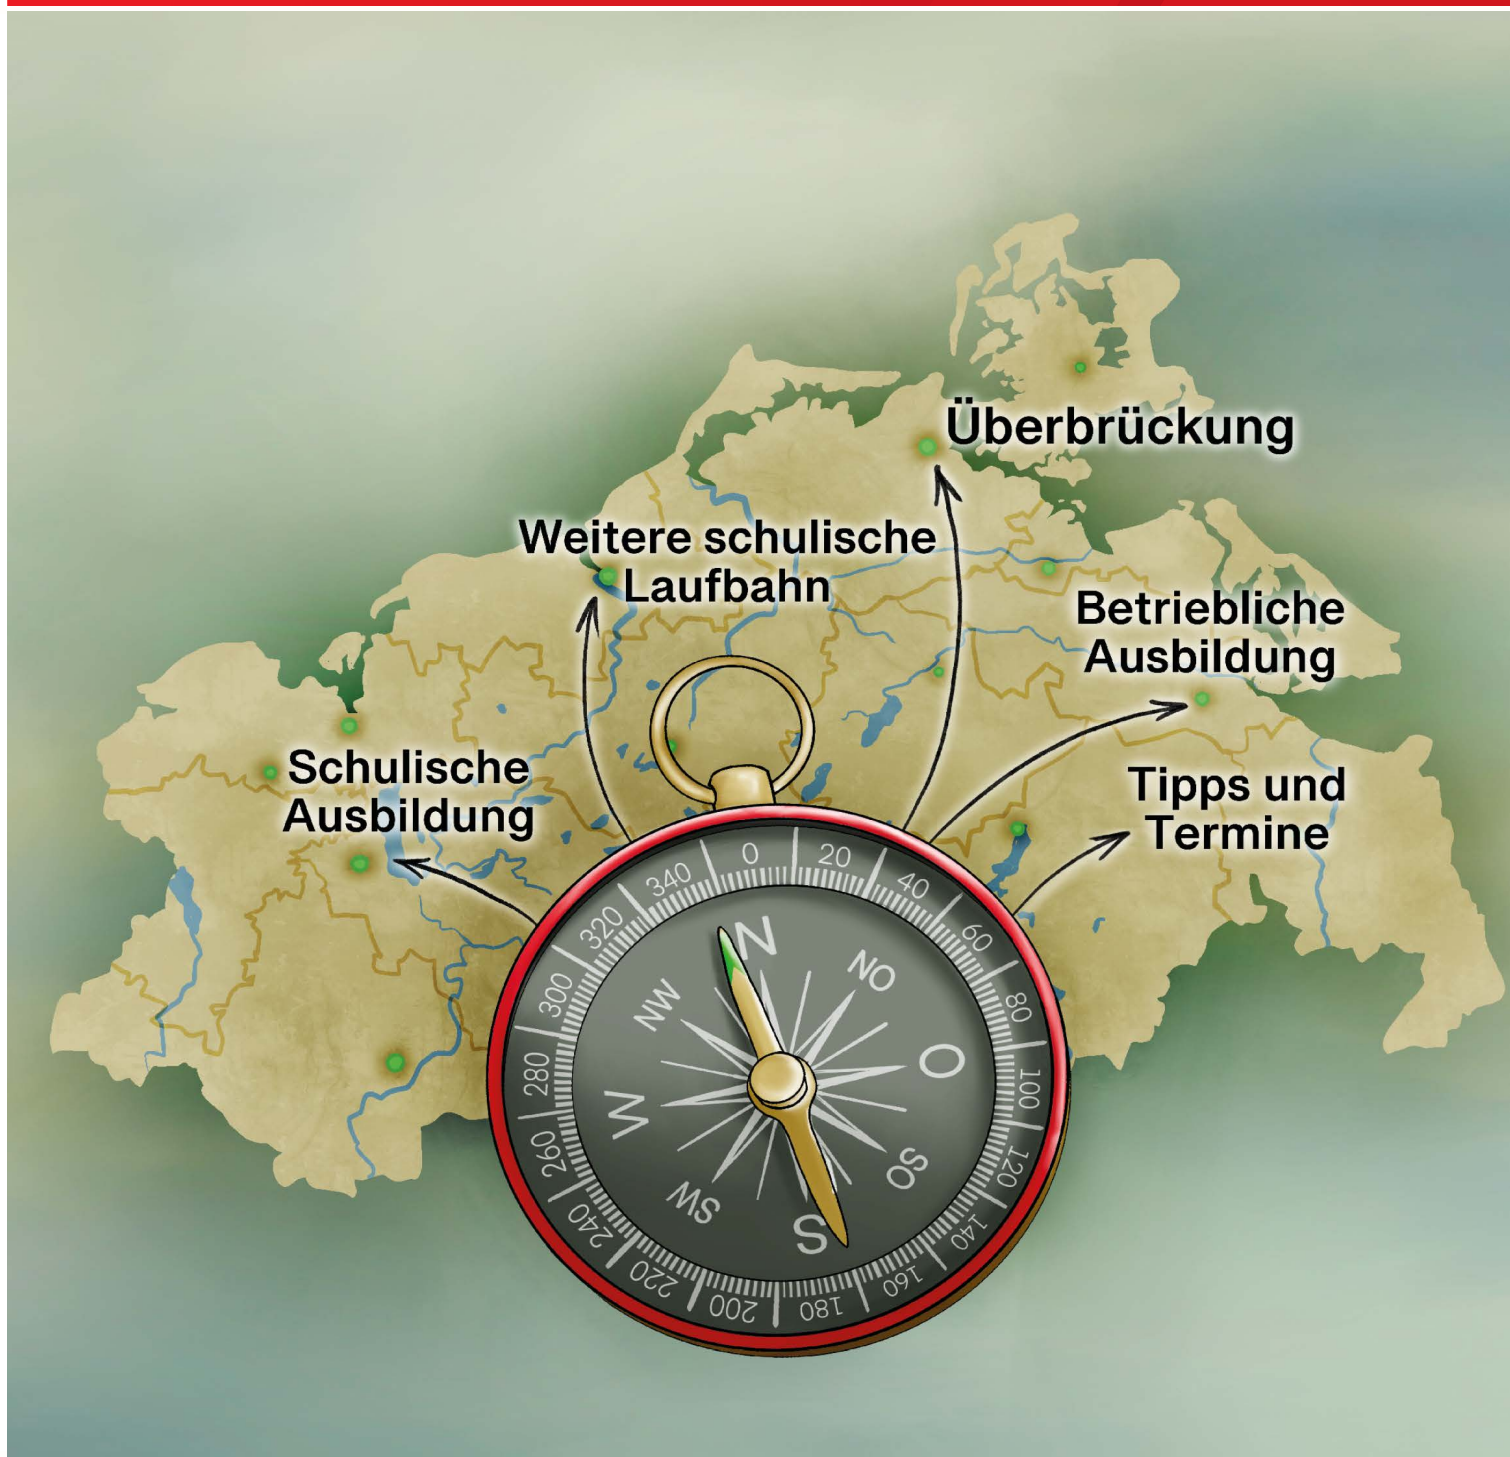 Überbrückung
Weitere schulische
Laufbahn
Betriebliche
Ausbildung
Schulische
Ausbildung
Tipps und
Termine
0
20
40
60
80
100
120
140
160
180
200
220
240
260
280
300
320
340
N
NO
O
SO
S
SW
W
NW